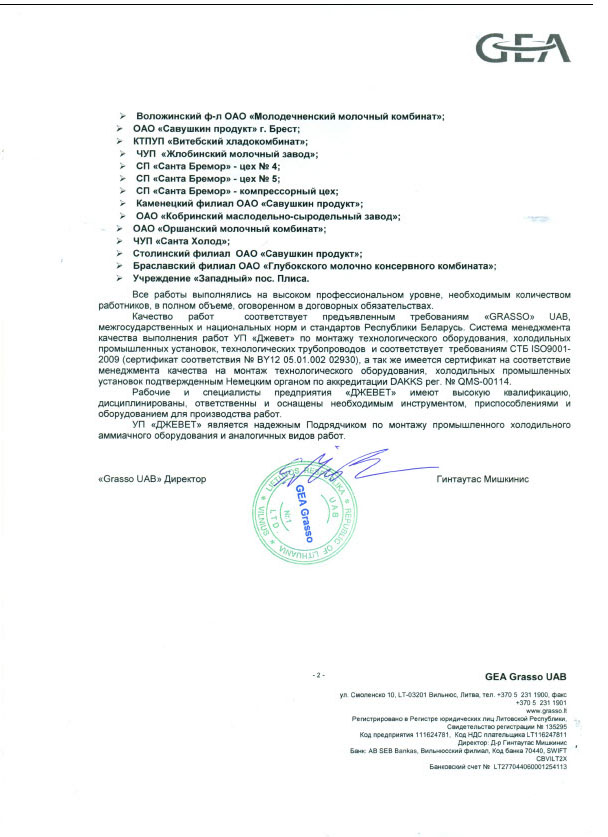 GEA
➢ Воложинский ф-л ОАО «Молодечненский молочный комбинат»;
➢ ОАО «Савушкин продукт» г. Брест;
➢ КТПУП «Витебский хладокомбинат»;
➢ ЧУП «Жлобинский молочный завод»;
➢ СП «Санта Бремор» - цех № 4;
➢ СП «Санта Бремор» - цех № 5;
➢ СП «Санта Бремор» - компрессорный цех;
➢ Каменецкий филиал ОАО «Савушкин продукт»;
➢ ОАО «Кобринский маслодельно-сыродельный завод»;
➢ ОАО «Оршанский молочный комбинат»;
➢ ЧУП «Санта Холод»;
➢ Столинский филиал ОАО «Савушкин продукт»;
➢ Браславский филиал ОАО «Глубокского молочно консервного комбината»;
➢ Учреждение «Западный» пос. Плиса.
Все работы выполнялись на высоком профессиональном уровне, необходимым количеством
работников, в полном объеме, оговоренном в договорных обязательствах.
Качество работ соответствует предъявленным требованиям «GRASSO» UAB,
межгосударственных и национальных норм и стандартов Республики Беларусь. Система менеджмента
качества выполнения работ УП «Джевет» по монтажу технологического оборудования, холодильных
промышленных установок, технологических трубопроводов и соответствует требованиям СТБ ISO9001-
2009 (сертификат соответствия № BY12 05.01.002 02930), а так же имеется сертификат на соответствие
менеджмента качества на монтаж технологического оборудования, холодильных промышленных
установок подтвержденным Немецким органом по аккредитации DAKKS рег. № QMS-00114.
Рабочие и специалисты предприятия «ДЖЕВЕТ» имеют высокую квалификацию,
дисциплинированы, ответственны и оснащены необходимым инструментом, приспособлениями и
оборудованием для производства работ.
УП «ДЖЕВЕТ» является надежным Подрядчиком по монтажу промышленного холодильного
аммиачного оборудования и аналогичных видов работ.
«Grasso UAB» Директор
Гинтаутас Мишкинис
LIETUVOS RESPUBLIKA * REPUBLIC OF LITHUANIA * VILNIUS *
UAB
GEA Grasso
№1
LTD
- 2 -
GEA Grasso UAB
ул. Смоленско 10, LT-03201 Вильнюс, Литва, тел. +370 5 231 1900, факс
+370 5 231 1901
www.grasso.lt
Регистрировано в Регистре юридических лиц Литовской Республики,
Свидетельство регистрации № 135295
Код предприятия 111624781, Код НДС плательщика LT116247811
Директор: Д-р Гинтаутас Мишкинис
Банк: AB SEB Bankas, Вильнюсский филиал, Код банка 70440, SWIFT
CBVILT2X
Банковский счет № LT277044060001254113